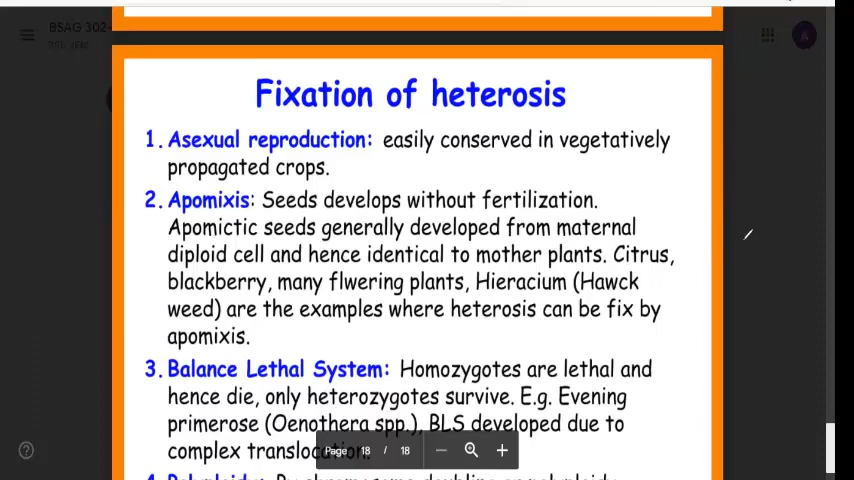 BSAG 302-
A
Fixation of heterosis
1. Asexual reproduction: easily conserved in vegetatively
propagated crops.
2. Apomixis: Seeds develops without fertilization.
Apomictic seeds generally developed from maternal
diploid cell and hence identical to mother plants. Citrus,
blackberry, many flwering plants, Hieracium (Hawck
weed) are the examples where heterosis can be fix by
apomixis.
3. Balance Lethal System: Homozygotes are lethal and
hence die, only heterozygotes survive. E.g. Evening
primerose (Oenothera spp.), BLS developed due to
complex translocation.
Page 18 / 18